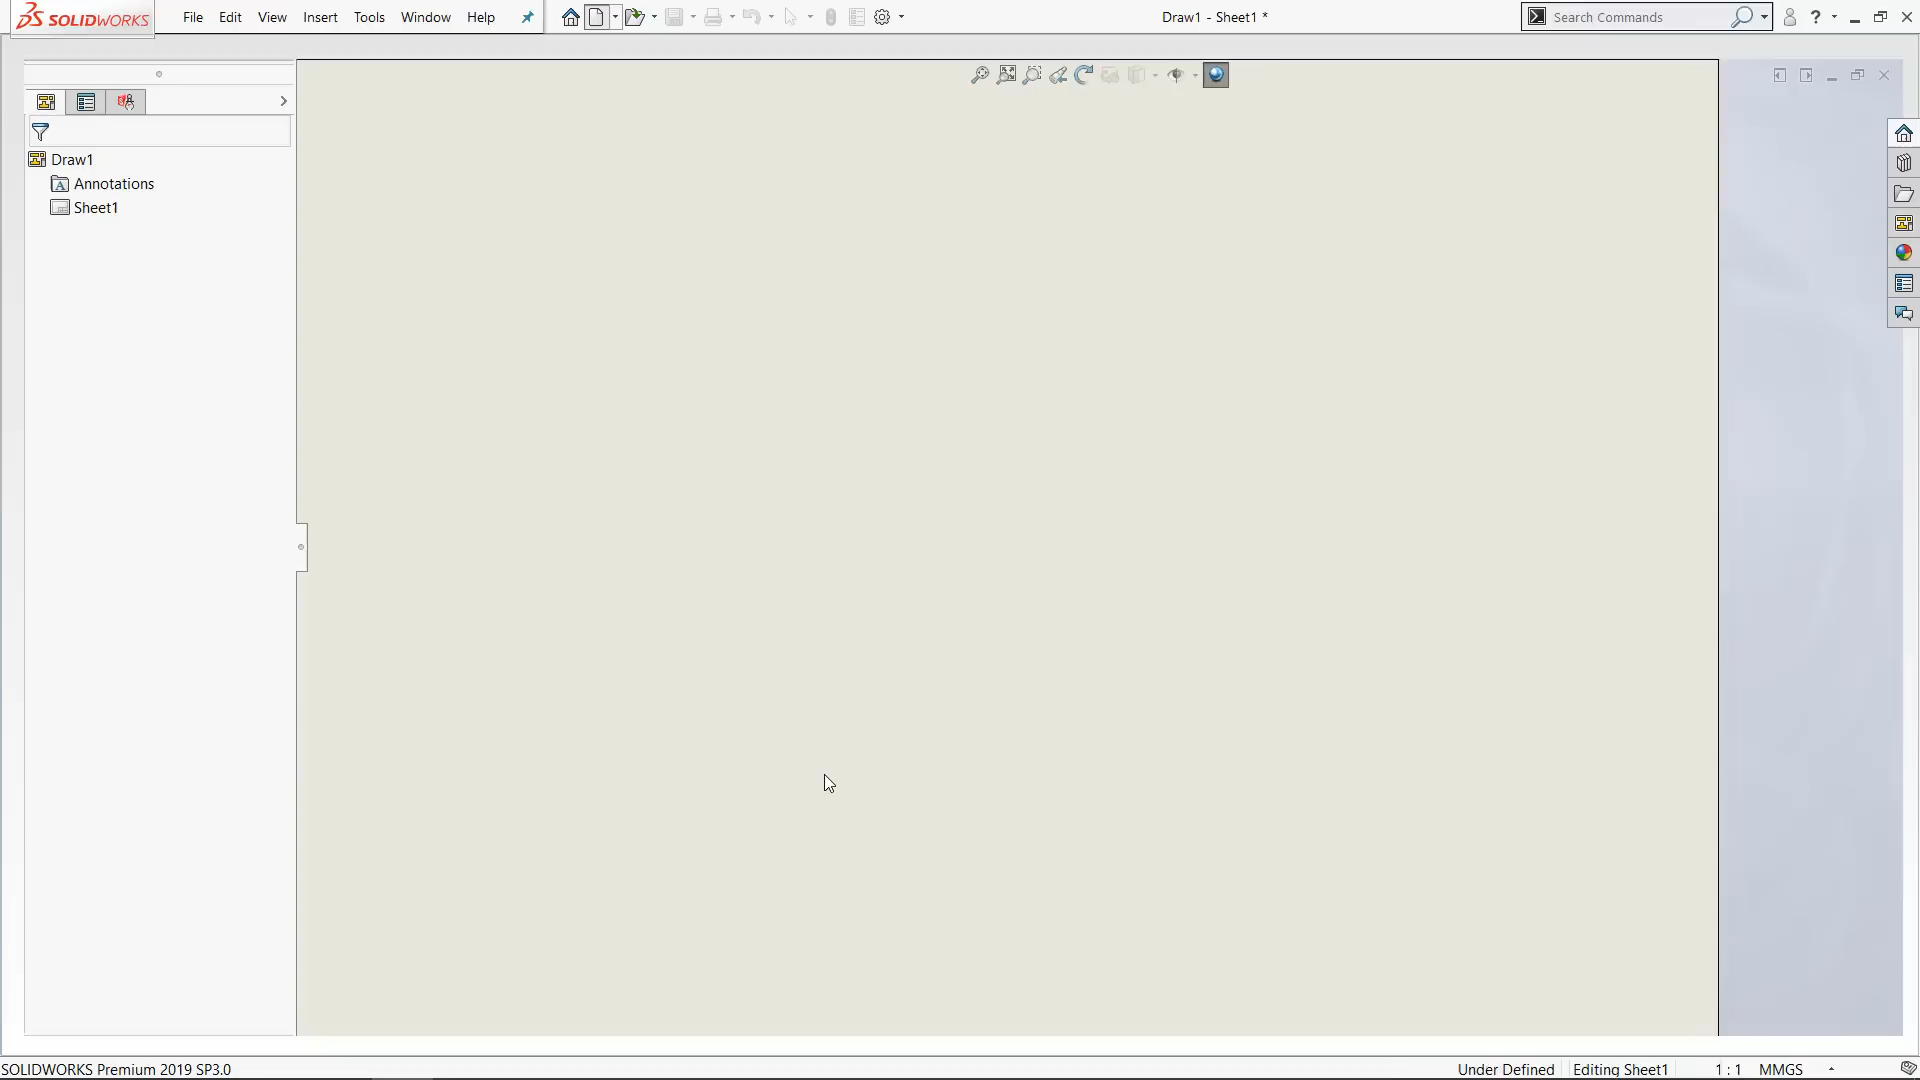 SOLIDWORKS File Edit View Insert Tools Window Help Draw1 - Sheet1 * Search Commands ?
Draw1
Annotations
Sheet1
SOLIDWORKS Premium 2019 SP3.0 Under Defined Editing Sheet1 1 : 1 MMGS